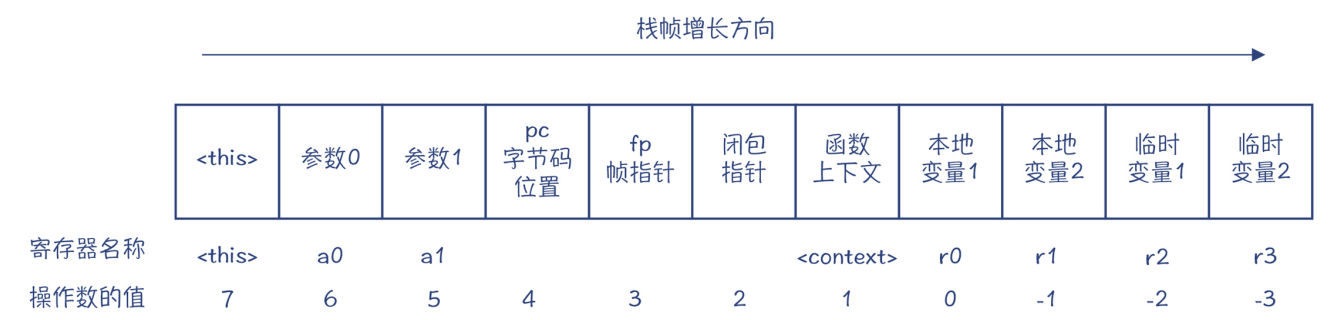 栈帧增长方向
<this>
参数0
参数1
pc
字节码
位置
fp
帧指针
闭包
指针
函数
上下文
本地
变量1
本地
变量2
临时
变量1
临时
变量2
寄存器名称 <this> a0 a1 <context> r0 r1 r2 r3
操作数的值 7 6 5 4 3 2 1 0 -1 -2 -3